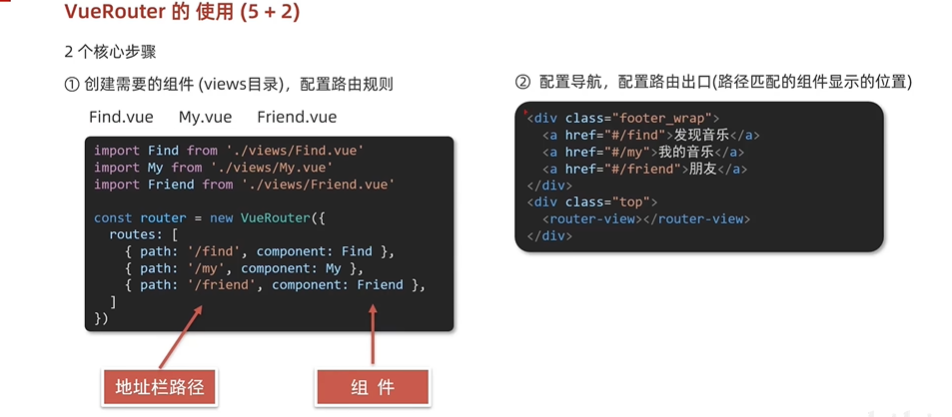 VueRouter 的 使用 (5 + 2)
2 个核心步骤
① 创建需要的组件 (views目录)，配置路由规则
Find.vue My.vue Friend.vue
import Find from './views/Find.vue'
import My from './views/My.vue'
import Friend from './views/Friend.vue'
const router = new VueRouter({
  routes: [
    { path: '/find', component: Find },
    { path: '/my', component: My },
    { path: '/friend', component: Friend },
  ]
})
地址栏路径
组 件
② 配置导航，配置路由出口(路径匹配的组件显示的位置)
<div class="footer_wrap">
  <a href="#/find">发现音乐</a>
  <a href="#/my">我的音乐</a>
  <a href="#/friend">朋友</a>
</div>
<div class="top">
  <router-view></router-view>
</div>